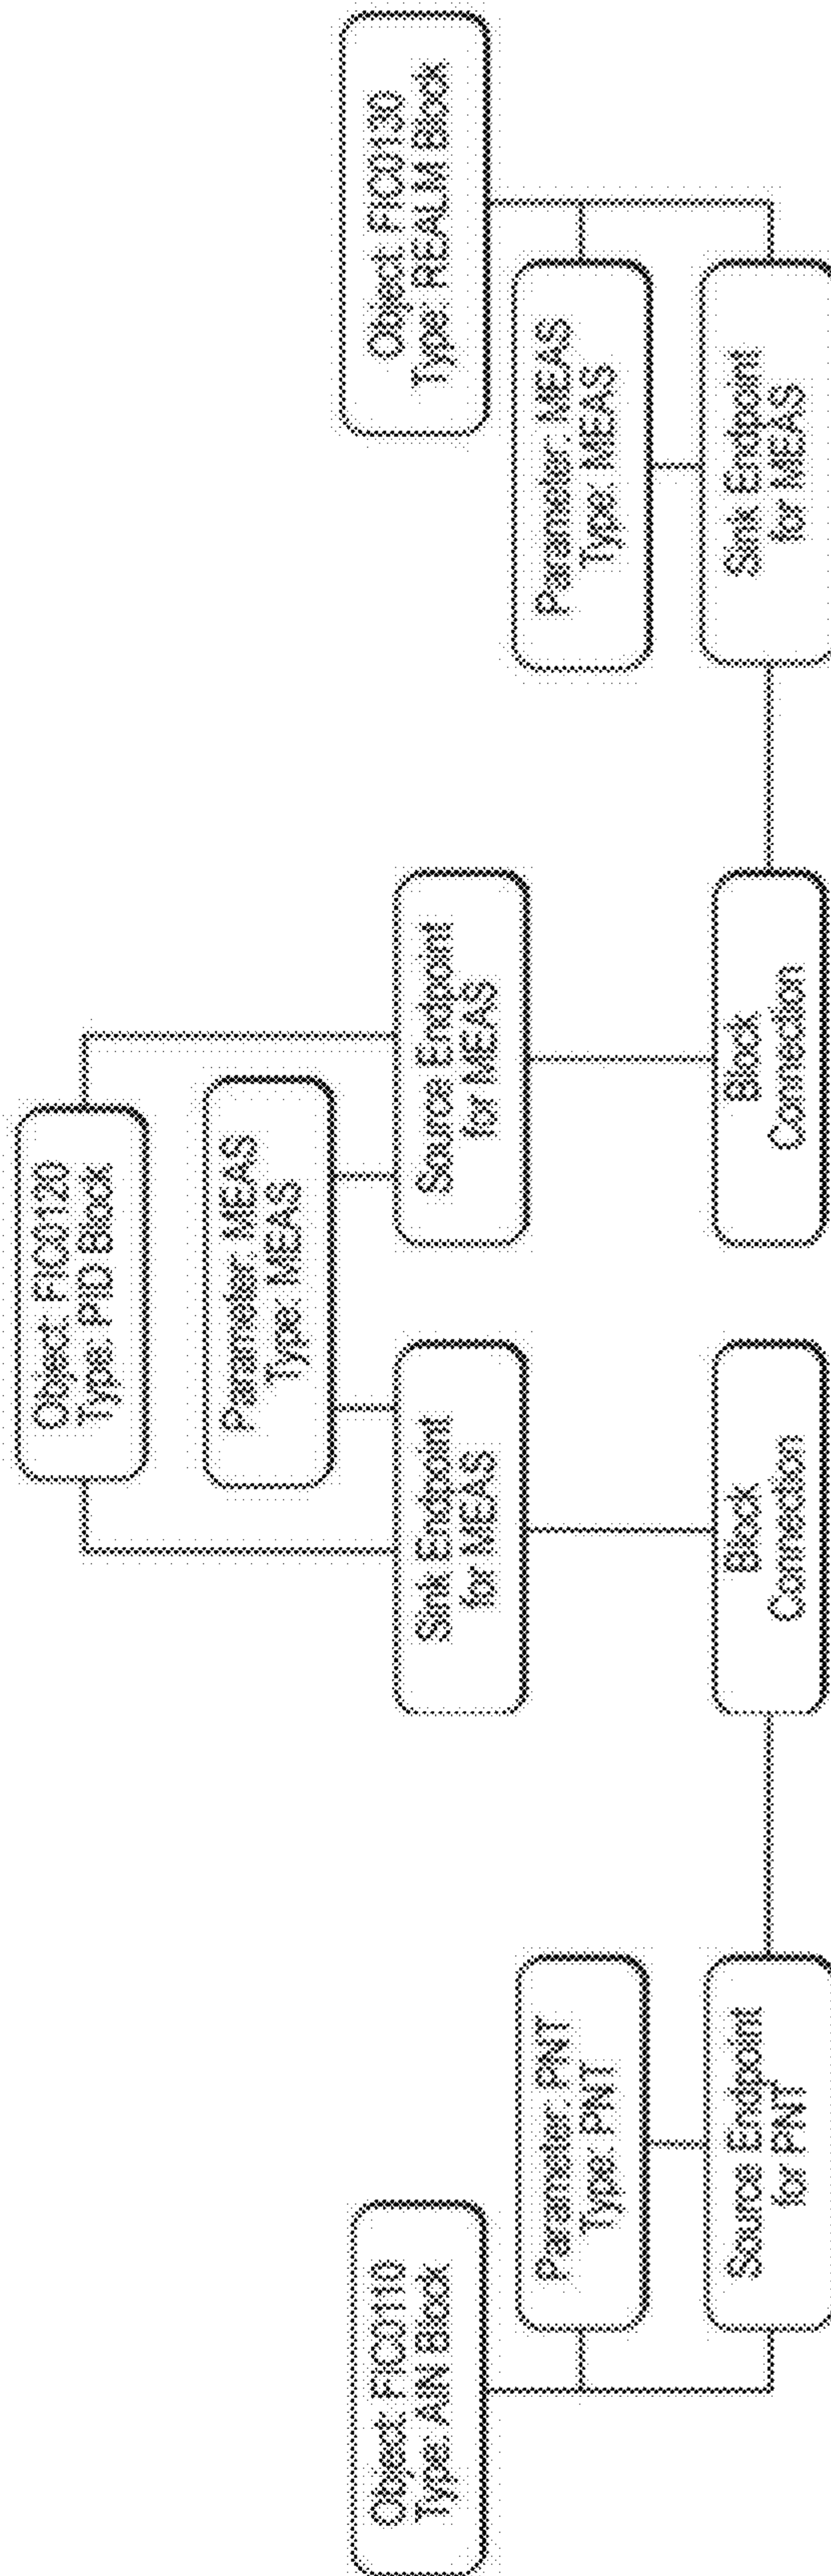 Object: FIC0120
Type: PID Block
Parameter: MEAS
Type: MEAS
Object: FIC0110
Type: AIN Block
Sink Endpoint
for MEAS
Source Endpoint
for MEAS
Object: FIC0130
Type: REALM Block
Parameter: PNT
Type: PNT
Parameter: MEAS
Type: MEAS
Source Endpoint
for PNT
Block
Connection
Block
Connection
Sink Endpoint
for MEAS